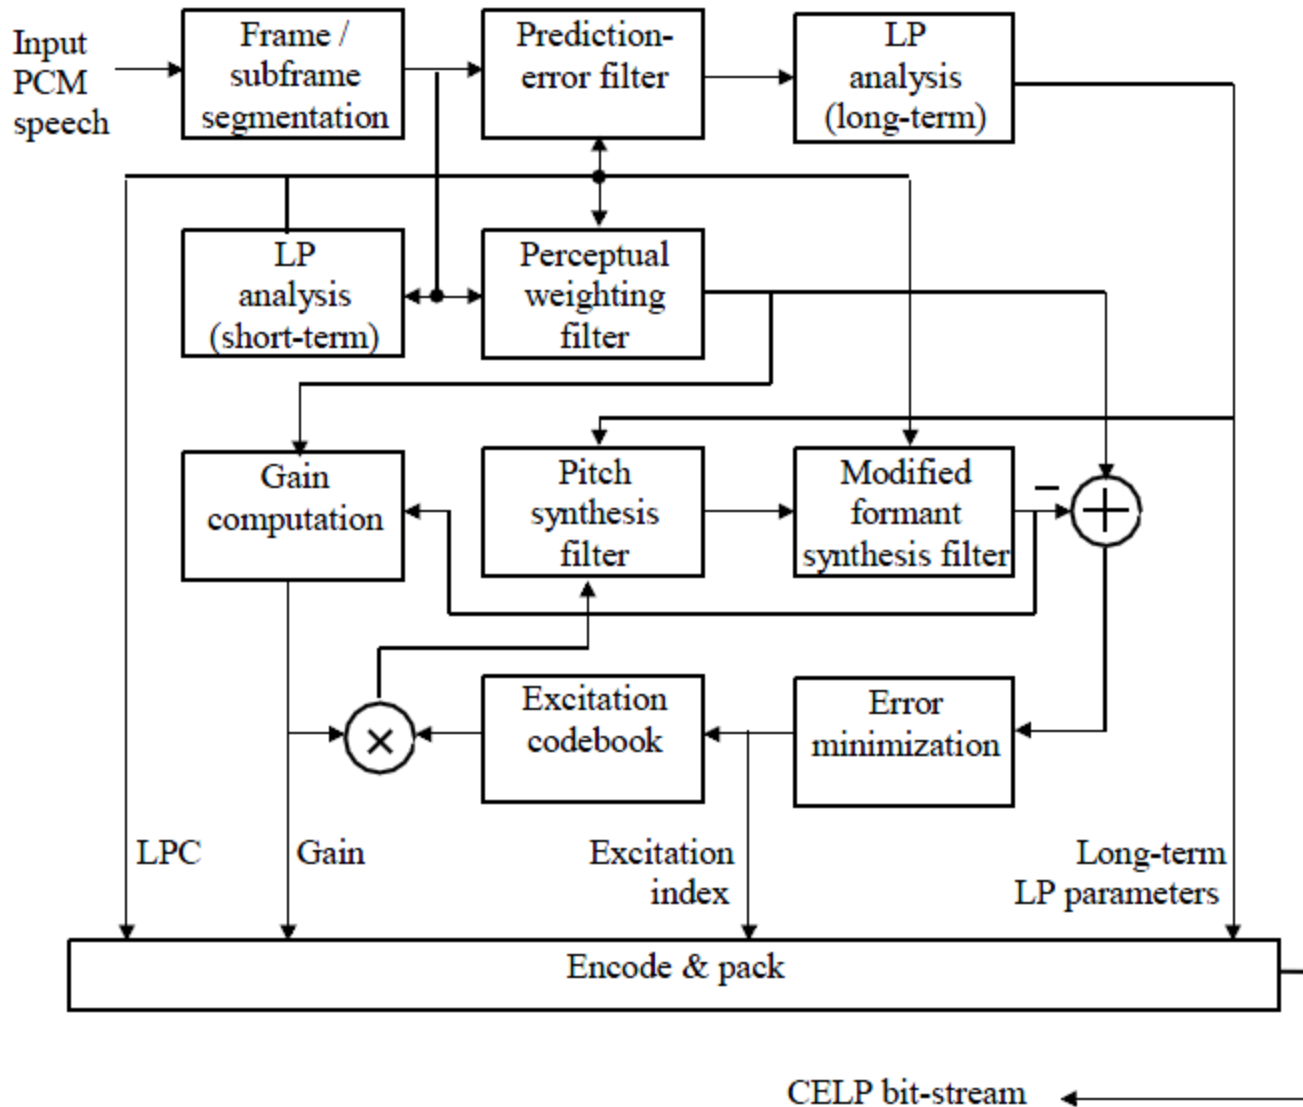 Input
PCM
speech
Frame /
subframe
segmentation
Prediction-
error filter
LP
analysis
(long-term)
LP
analysis
(short-term)
Perceptual
weighting
filter
Gain
computation
Pitch
synthesis
filter
Modified
formant
synthesis filter
−
+
×
Excitation
codebook
Error
minimization
LPC
Gain
Excitation
index
Long-term
LP parameters
Encode & pack
CELP bit-stream